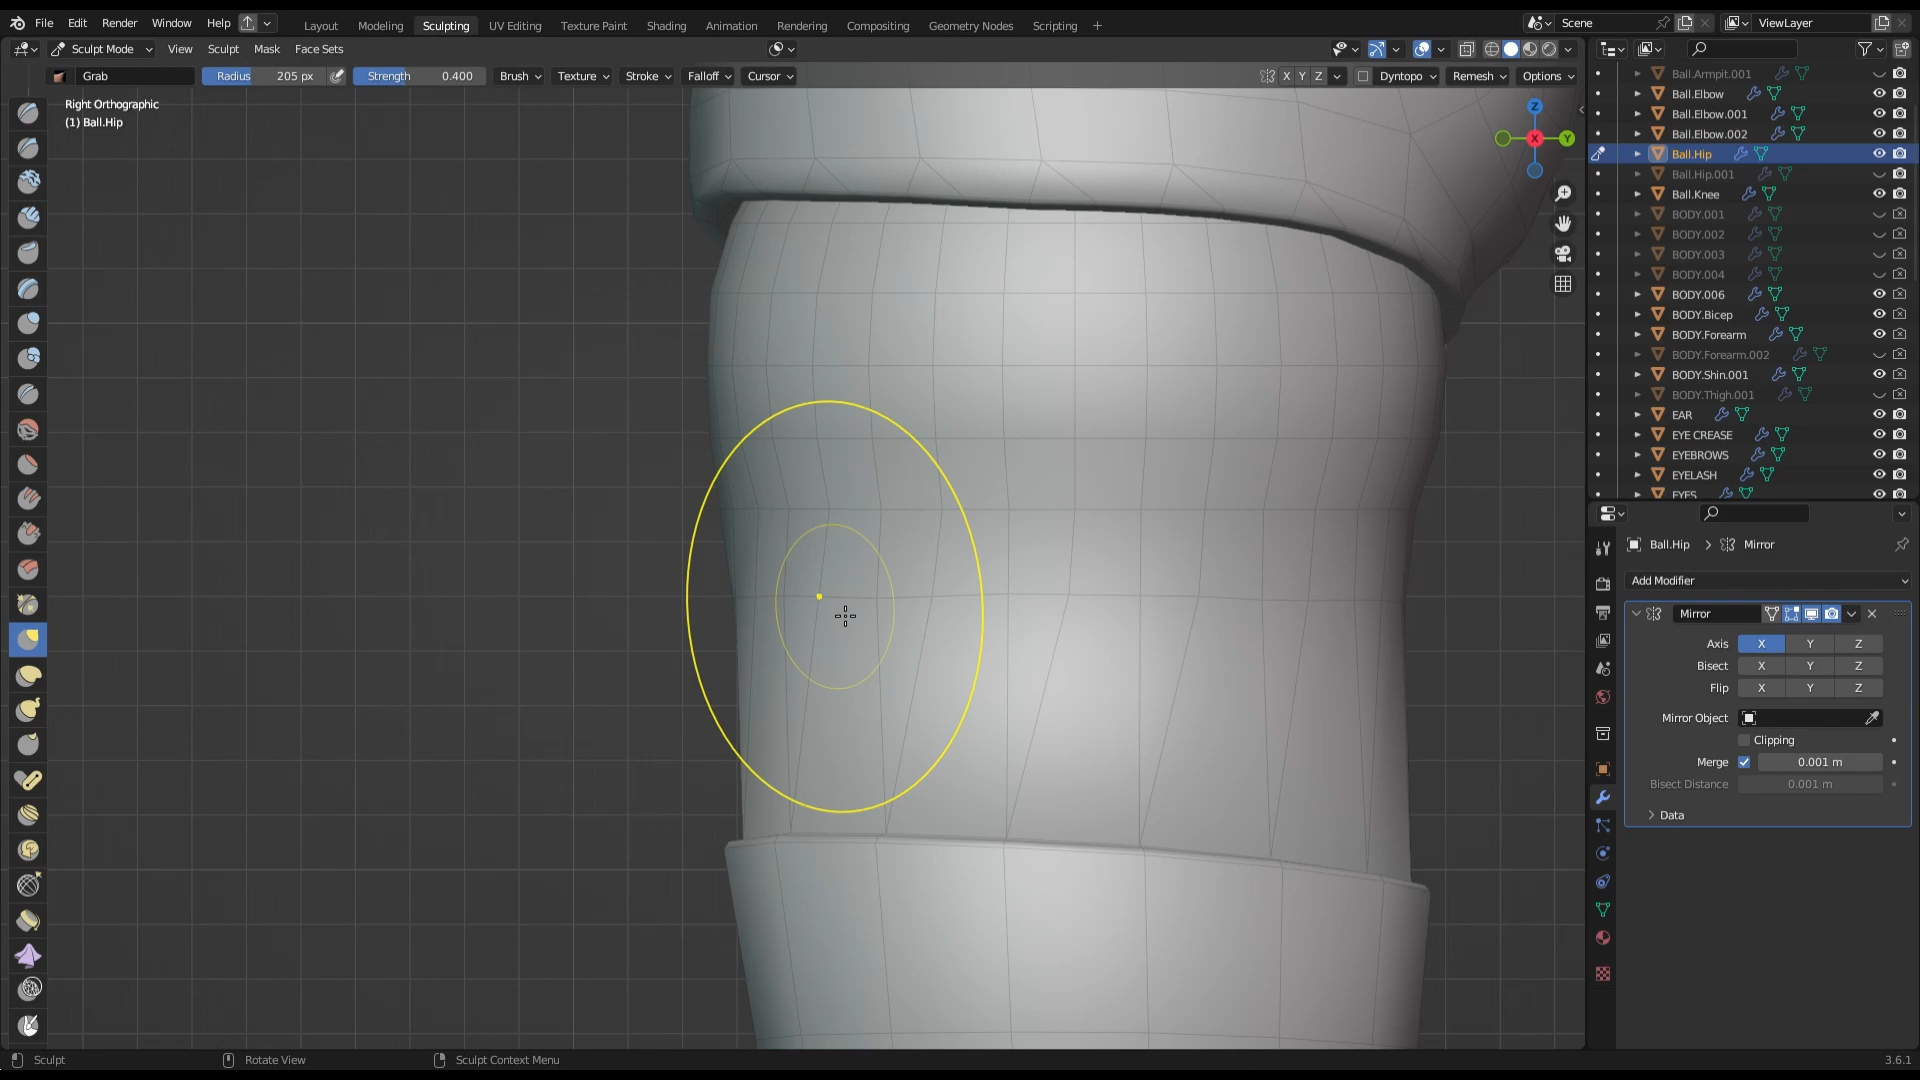 File Edit Render Window Help Layout Modeling Sculpting UV Editing Texture Paint Shading Animation Rendering Compositing Geometry Nodes Scripting + Scene ViewLayer
Sculpt Mode View Sculpt Mask Face Sets
Grab Radius 205 px Strength 0.400 Brush Texture Stroke Falloff Cursor X Y Z Dyntopo Remesh Options
Right Orthographic
(1) Ball.Hip
Z
X
Y
Ball.Armpit.001
Ball.Elbow
Ball.Elbow.001
Ball.Elbow.002
Ball.Hip
Ball.Hip.001
Ball.Knee
BODY.001
BODY.002
BODY.003
BODY.004
BODY.006
BODY.Bicep
BODY.Forearm
BODY.Forearm.002
BODY.Shin.001
BODY.Thigh.001
EAR
EYE CREASE
EYEBROWS
EYELASH
EYES
Ball.Hip > Mirror
Add Modifier
Mirror
Axis X Y Z
Bisect X Y Z
Flip X Y Z
Mirror Object
Clipping
Merge 0.001 m
Bisect Distance 0.001 m
Data
Sculpt Rotate View Sculpt Context Menu 3.6.1